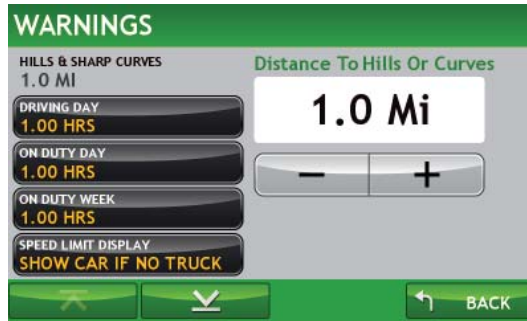 WARNINGS
HILLS & SHARP CURVES
1.0 MI
DRIVING DAY
1.00 HRS
ON DUTY DAY
1.00 HRS
ON DUTY WEEK
1.00 HRS
SPEED LIMIT DISPLAY
SHOW CAR IF NO TRUCK
Distance To Hills Or Curves
1.0 Mi
− +
BACK